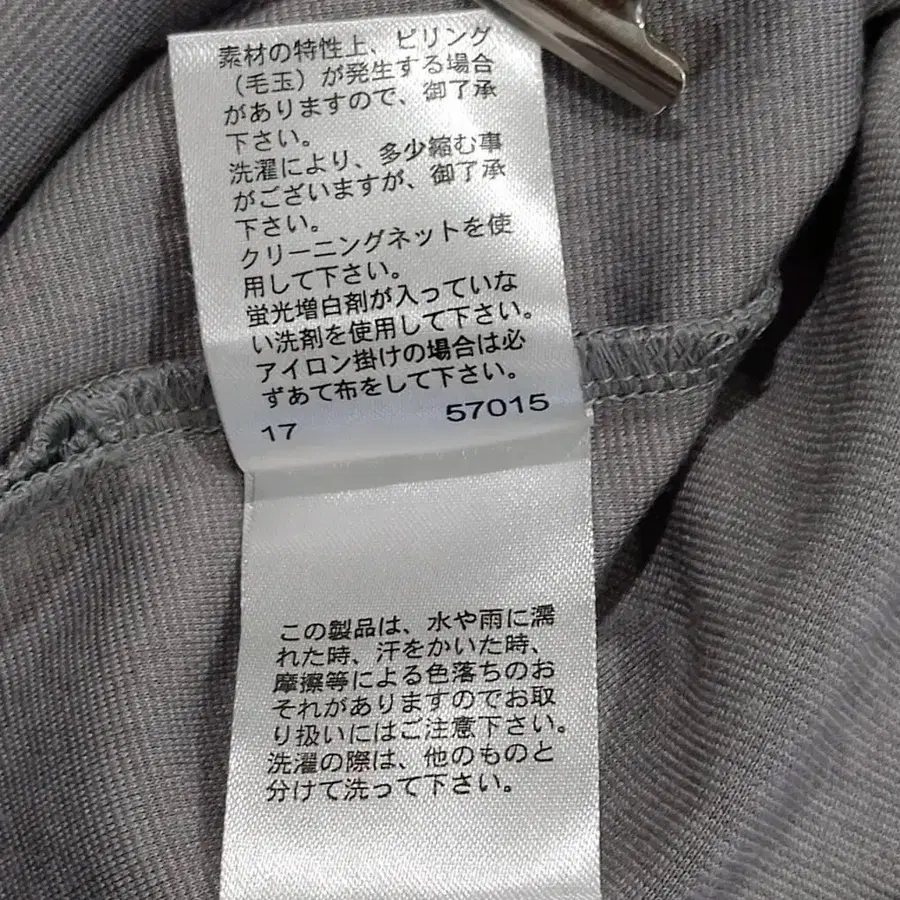 素材の特性上、ピリング
（毛玉）が発生する場合
がありますので、御了承
下さい。
洗濯により、多少縮む事
がございますが、御了承
下さい。
クリーニングネットを使
用して下さい。
蛍光増白剤が入っていな
い洗剤を使用して下さい。
アイロン掛けの場合は必
ずあて布をして下さい。
17 57015
この製品は、水や雨に濡
れた時、汗をかいた時、
摩擦等による色落ちのお
それがありますのでお取
り扱いにはご注意下さい。
洗濯の際は、他のものと
分けて洗って下さい。